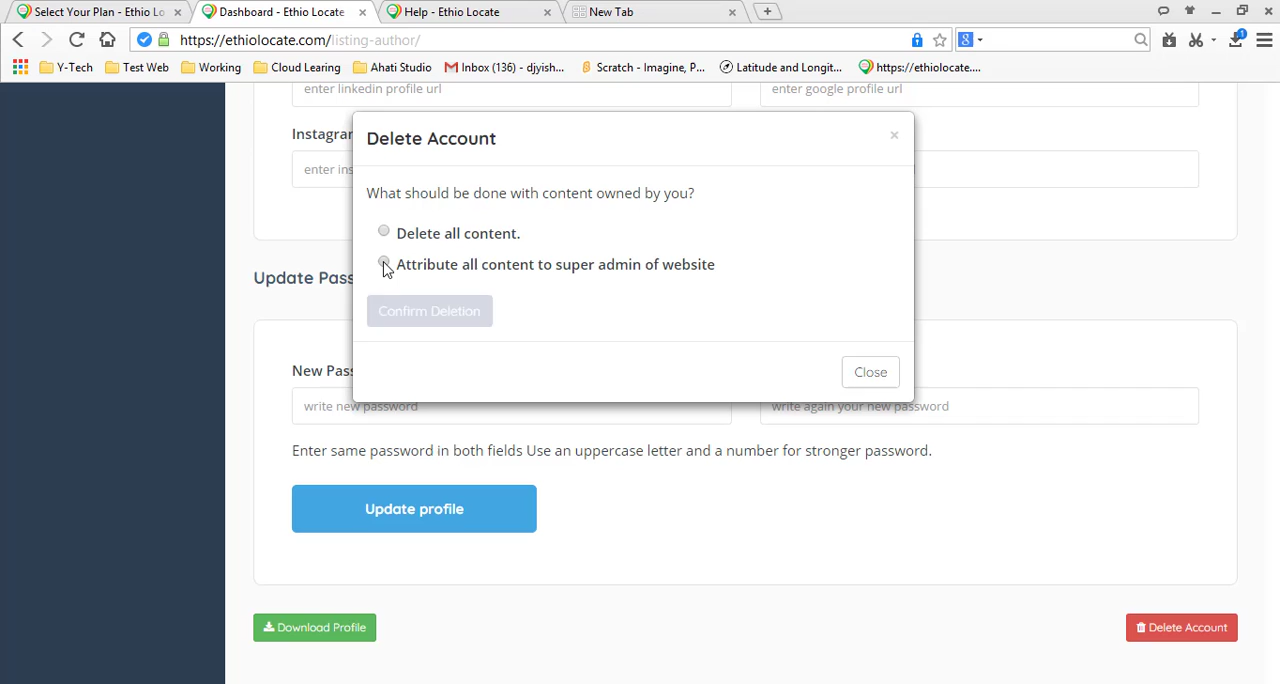 Select Your Plan - Ethio Lo
Dashboard - Ethio Locate
Help - Ethio Locate
New Tab
https://ethiolocate.com/listing-author/
8
1
Y-Tech
Test Web
Working
Cloud Learing
Ahati Studio
Inbox (136) - djyish...
Scratch - Imagine, P...
Latitude and Longit...
https://ethiolocate....
enter linkedin profile url
enter google profile url
Delete Account
×
Instagram
enter ins
What should be done with content owned by you?
Delete all content.
Attribute all content to super admin of website
Update Pass
Confirm Deletion
New Pass
Close
write new password
write again your new password
Enter same password in both fields Use an uppercase letter and a number for stronger password.
Update profile
Download Profile
Delete Account